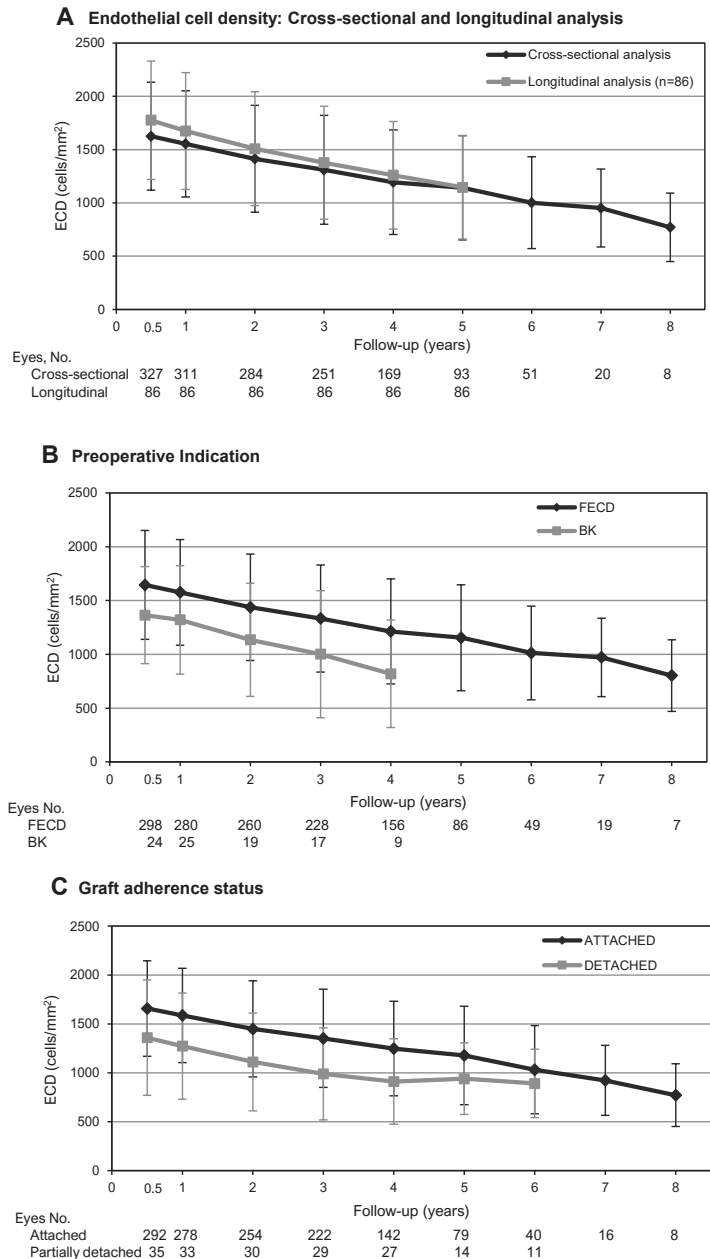 A Endothelial cell density: Cross-sectional and longitudinal analysis
2500
2000
1500
1000
500
0
ECD (cells/mm²)
Cross-sectional analysis
Longitudinal analysis (n=86)
0 0.5 1 2 3 4 5 6 7 8
Follow-up (years)
Eyes, No.
Cross-sectional 327 311 284 251 169 93 51 20 8
Longitudinal 86 86 86 86 86 86
B Preoperative Indication
2500
2000
1500
1000
500
0
ECD (cells/mm²)
FECD
BK
0 0.5 1 2 3 4 5 6 7 8
Follow-up (years)
Eyes No.
FECD 298 280 260 228 156 86 49 19 7
BK 24 25 19 17 9
C Graft adherence status
2500
2000
1500
1000
500
0
ECD (cells/mm²)
ATTACHED
DETACHED
0 0.5 1 2 3 4 5 6 7 8
Follow-up (years)
Eyes No.
Attached 292 278 254 222 142 79 40 16 8
Partially detached 35 33 30 29 27 14 11